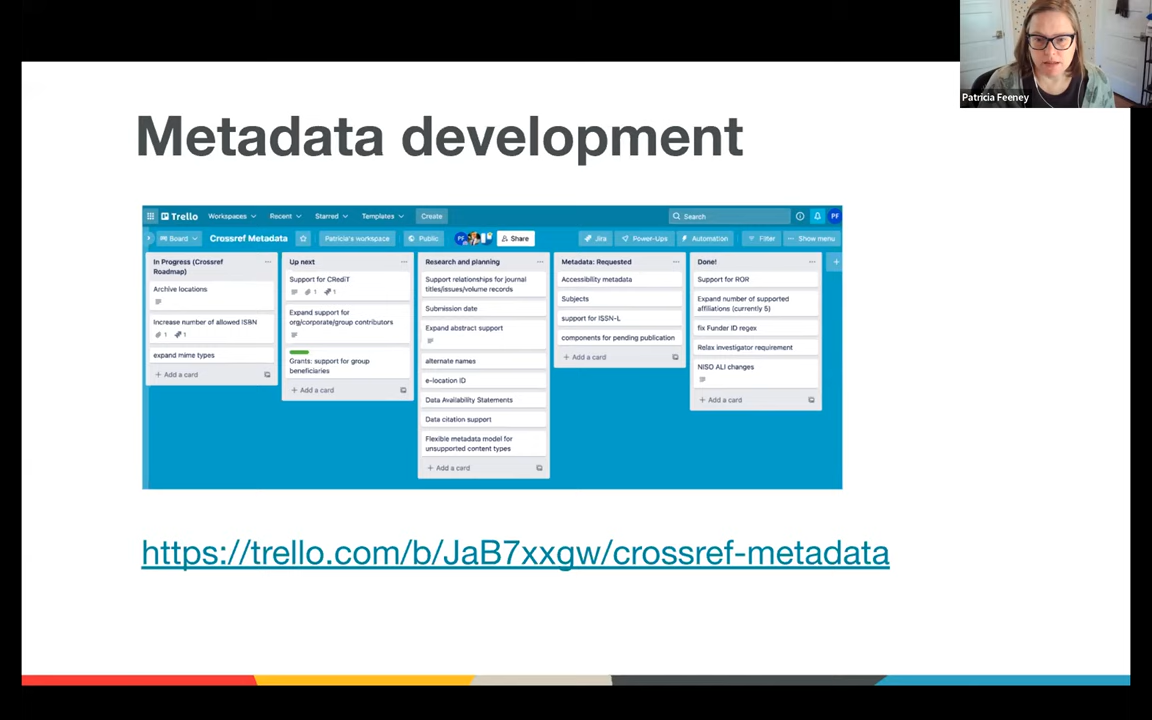 Patricia Feeney
Metadata development
Trello
Workspaces
Recent
Starred
Templates
Create
Search
PF
Board
Crossref Metadata
Patricia's workspace
Public
Share
Jira
Power-Ups
Automation
Filter
Show menu
In Progress (Crossref
Roadmap)
Archive locations
Increase number of allowed ISBN
1
1
expand mime types
+ Add a card
Up next
Support for CRediT
1
1
Expand support for
org/corporate/group contributors
Grants: support for group
beneficiaries
+ Add a card
Research and planning
Support relationships for journal
titles/issues/volume records
Submission date
Expand abstract support
alternate names
e-location ID
Data Availability Statements
Data citation support
Flexible metadata model for
unsupported content types
+ Add a card
Metadata: Requested
Accessibility metadata
Subjects
support for ISSN-L
components for pending publication
+ Add a card
Done!
Support for ROR
Expand number of supported
affiliations (currently 5)
fix Funder ID regex
Relax investigator requirement
NISO ALI changes
+ Add a card
https://trello.com/b/JaB7xxgw/crossref-metadata